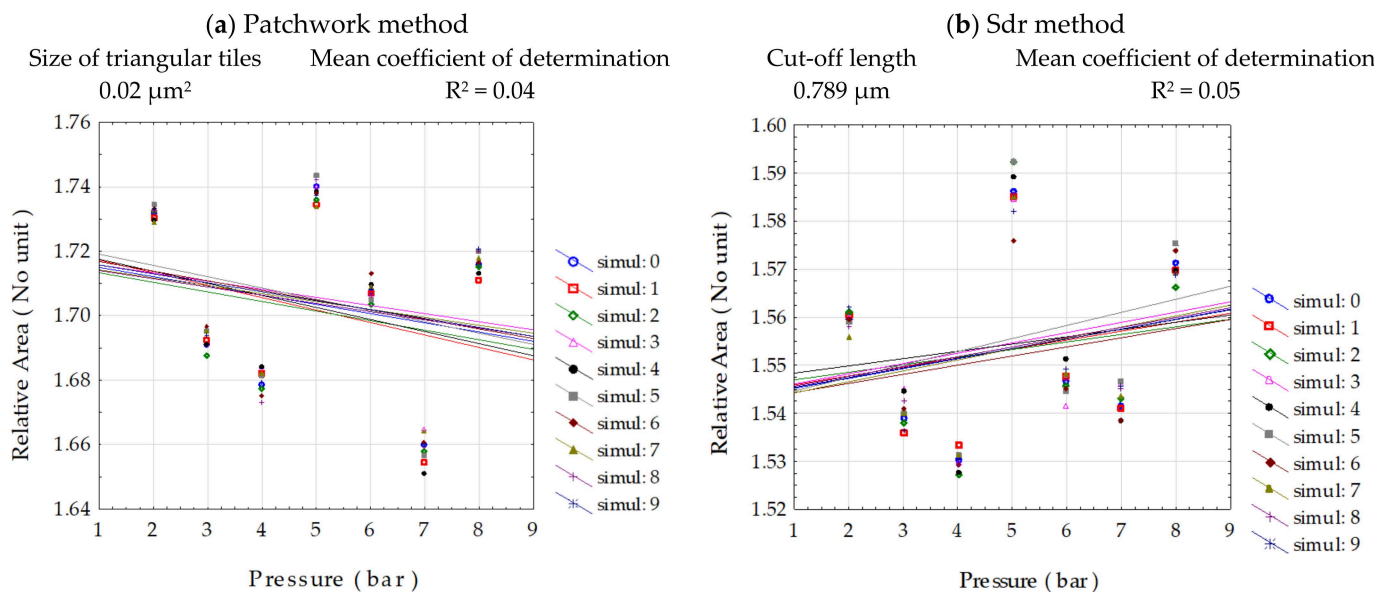 (a) Patchwork method
Size of triangular tiles Mean coefficient of determination
0.02 µm² R² = 0.04
1.76
1.74
1.72
1.70
1.68
1.66
1.64
Relative Area ( No unit )
1 2 3 4 5 6 7 8 9
Pressure ( bar )
simul: 0
simul: 1
simul: 2
simul: 3
simul: 4
simul: 5
simul: 6
simul: 7
simul: 8
simul: 9
(b) Sdr method
Cut-off length Mean coefficient of determination
0.789 µm R² = 0.05
1.60
1.59
1.58
1.57
1.56
1.55
1.54
1.53
1.52
Relative Area ( No unit )
1 2 3 4 5 6 7 8 9
Pressure ( bar )
simul: 0
simul: 1
simul: 2
simul: 3
simul: 4
simul: 5
simul: 6
simul: 7
simul: 8
simul: 9